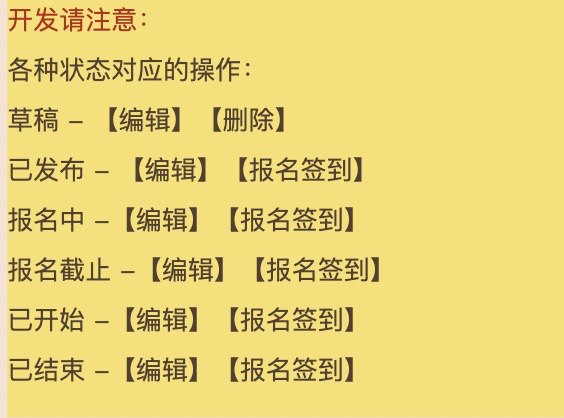 开发请注意：
各种状态对应的操作：
草稿 – 【编辑】 【删除】
已发布 – 【编辑】 【报名签到】
报名中 –【编辑】 【报名签到】
报名截止 –【编辑】 【报名签到】
已开始 –【编辑】 【报名签到】
已结束 –【编辑】 【报名签到】